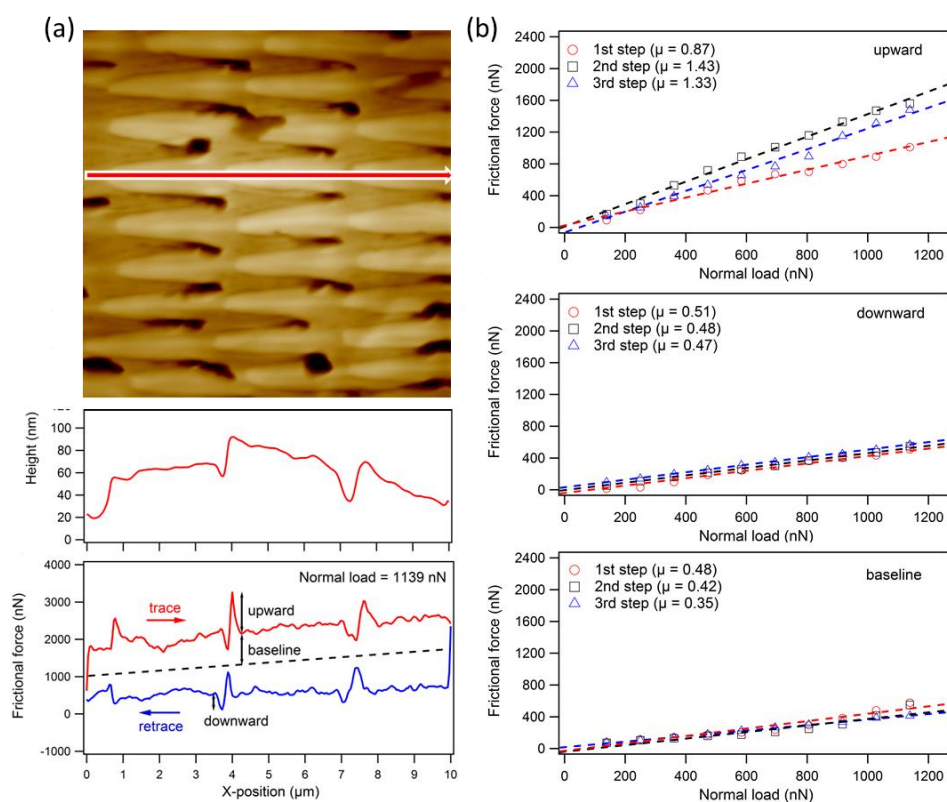 (a)
Height (nm)
100
80
60
40
20
0
Frictional force (nN)
4000
3000
2000
1000
0
-1000
Normal load = 1139 nN
trace
upward
baseline
downward
retrace
0 1 2 3 4 5 6 7 8 9 10
X-position (µm)
(b)
Frictional force (nN)
2400
2000
1600
1200
800
400
0
1st step (μ = 0.87)
2nd step (μ = 1.43)
3rd step (μ = 1.33)
upward
0 200 400 600 800 1000 1200
Normal load (nN)
Frictional force (nN)
2400
2000
1600
1200
800
400
0
1st step (μ = 0.51)
2nd step (μ = 0.48)
3rd step (μ = 0.47)
downward
0 200 400 600 800 1000 1200
Normal load (nN)
Frictional force (nN)
2400
2000
1600
1200
800
400
0
1st step (μ = 0.48)
2nd step (μ = 0.42)
3rd step (μ = 0.35)
baseline
0 200 400 600 800 1000 1200
Normal load (nN)